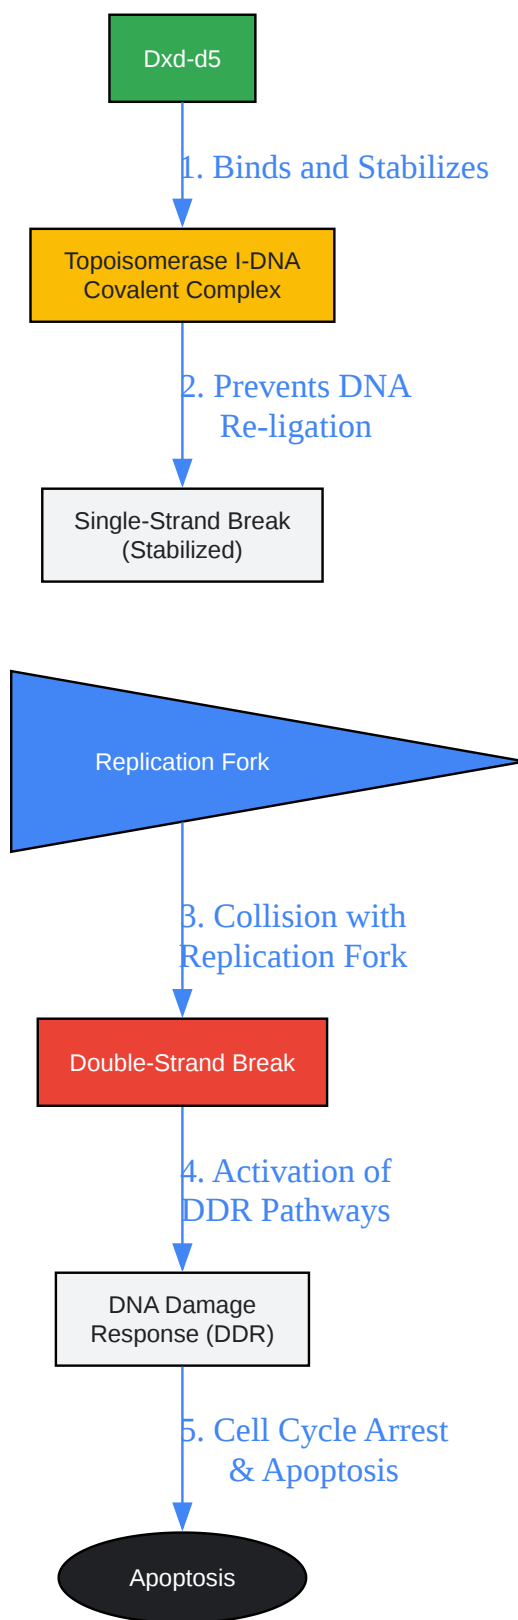 Dxd-d5
1. Binds and Stabilizes
Topoisomerase I-DNA
Covalent Complex
2. Prevents DNA
Re-ligation
Single-Strand Break
(Stabilized)
Replication Fork
3. Collision with
Replication Fork
Double-Strand Break
4. Activation of
DDR Pathways
DNA Damage
Response (DDR)
5. Cell Cycle Arrest
& Apoptosis
Apoptosis